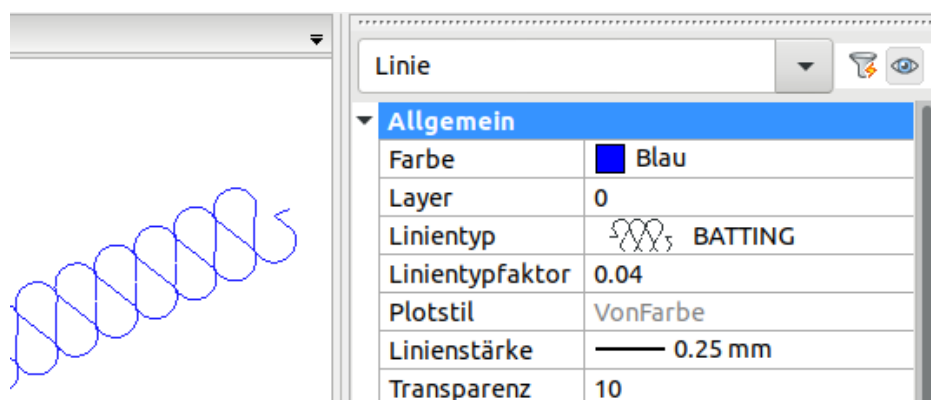 Linie
Allgemein
Farbe Blau
Layer 0
Linientyp BATTING
Linientypfaktor 0.04
Plotstil VonFarbe
Linienstärke 0.25 mm
Transparenz 10